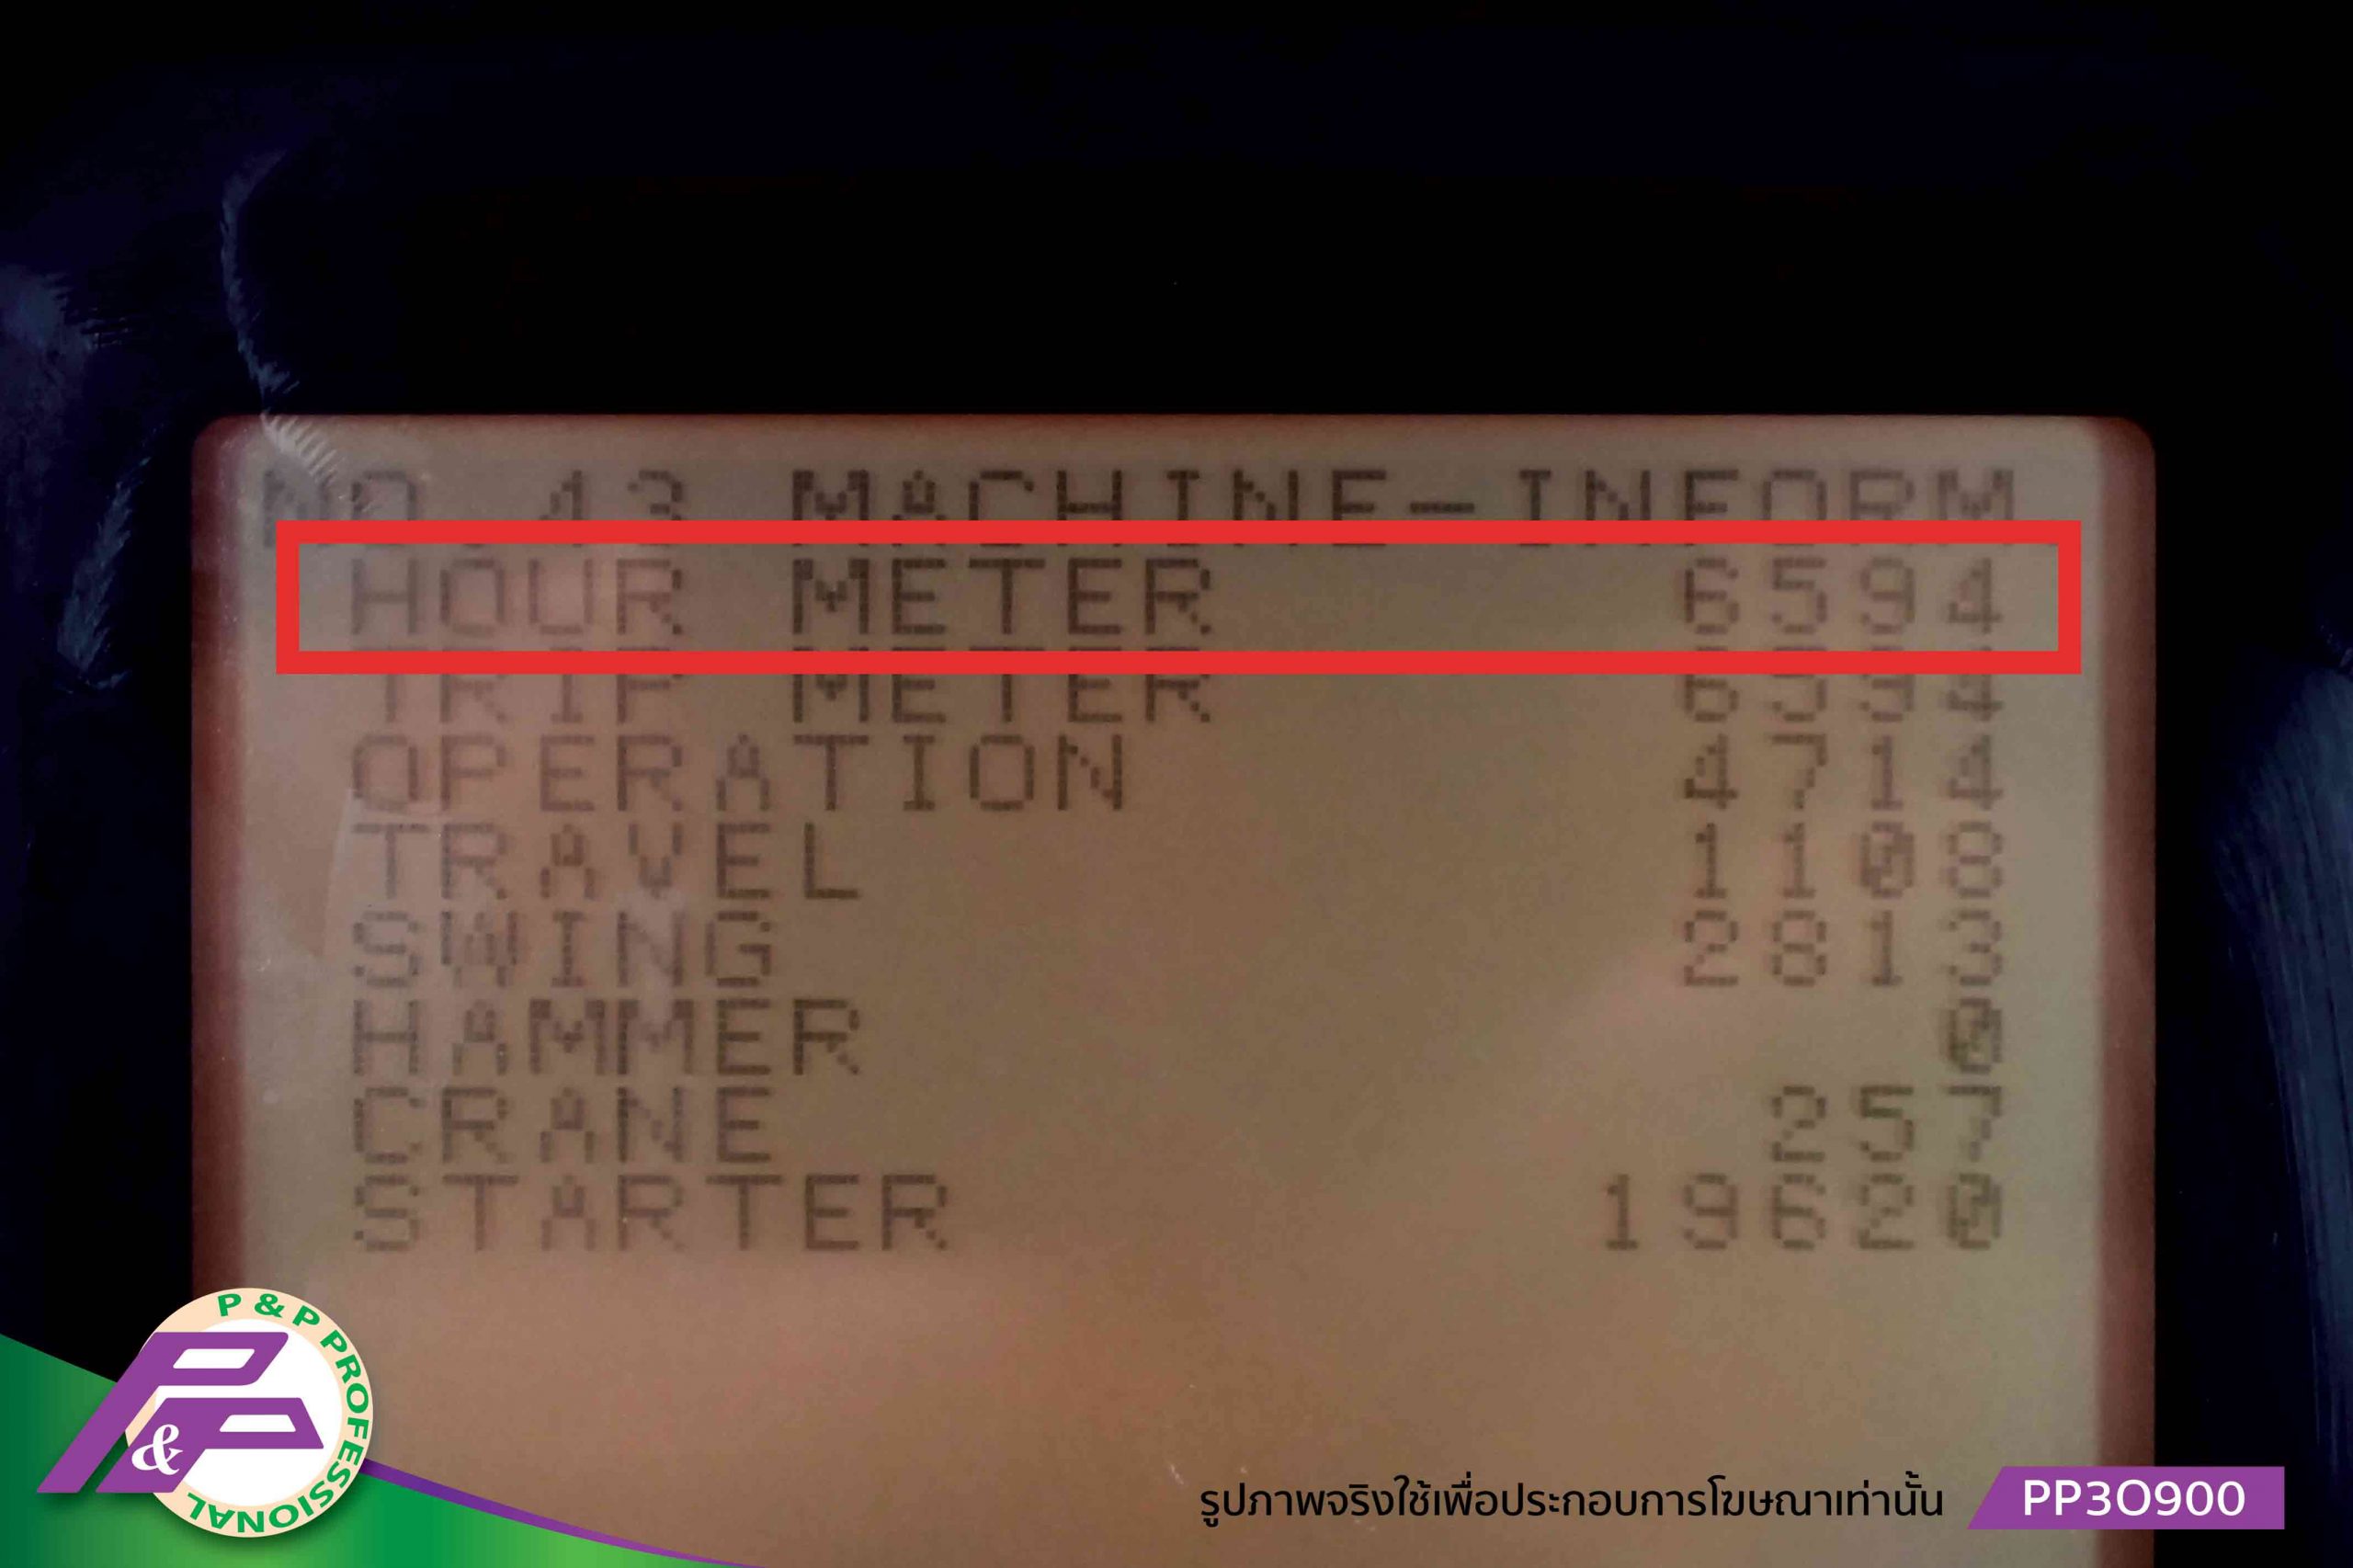 NO.43 MACHINE-INFORM
HOUR METER 6594
TRIP METER 6594
OPERATION 4714
TRAVEL 1108
SWING 2813
HAMMER 0
CRANE 257
STARTER 19620
P & P PROFESSIONAL
P&P
รูปภาพจริงใช้เพื่อประกอบการโฆษณาเท่านั้น PP3O900